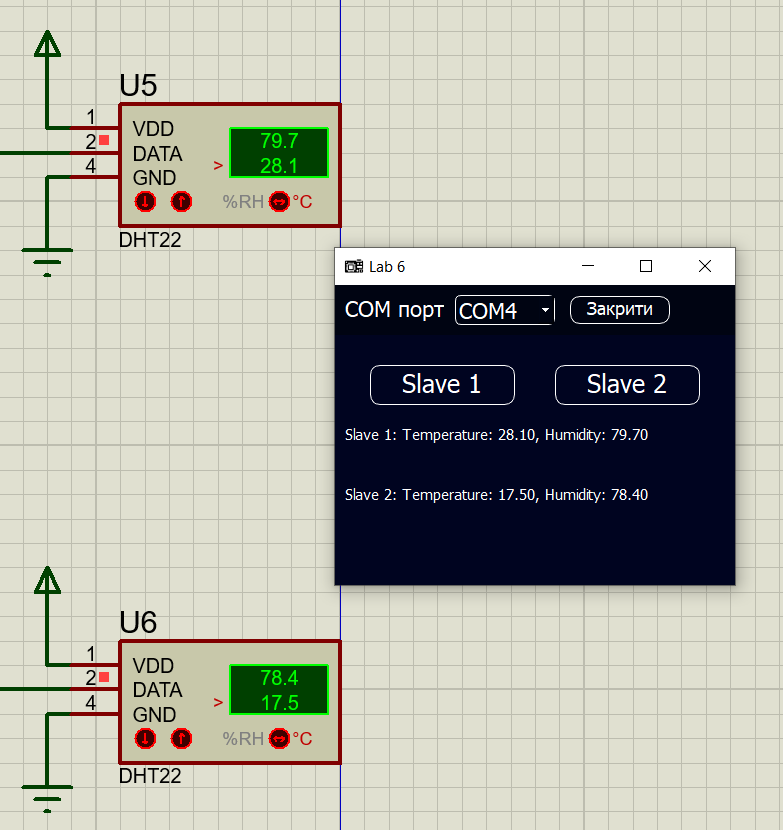 U5
1
VDD
2
DATA
4
GND
>
79.7
28.1
%RH
°C
DHT22
Lab 6
COM порт
COM4
Закрити
Slave 1
Slave 2
Slave 1: Temperature: 28.10, Humidity: 79.70
Slave 2: Temperature: 17.50, Humidity: 78.40
U6
1
VDD
2
DATA
4
GND
>
78.4
17.5
%RH
°C
DHT22